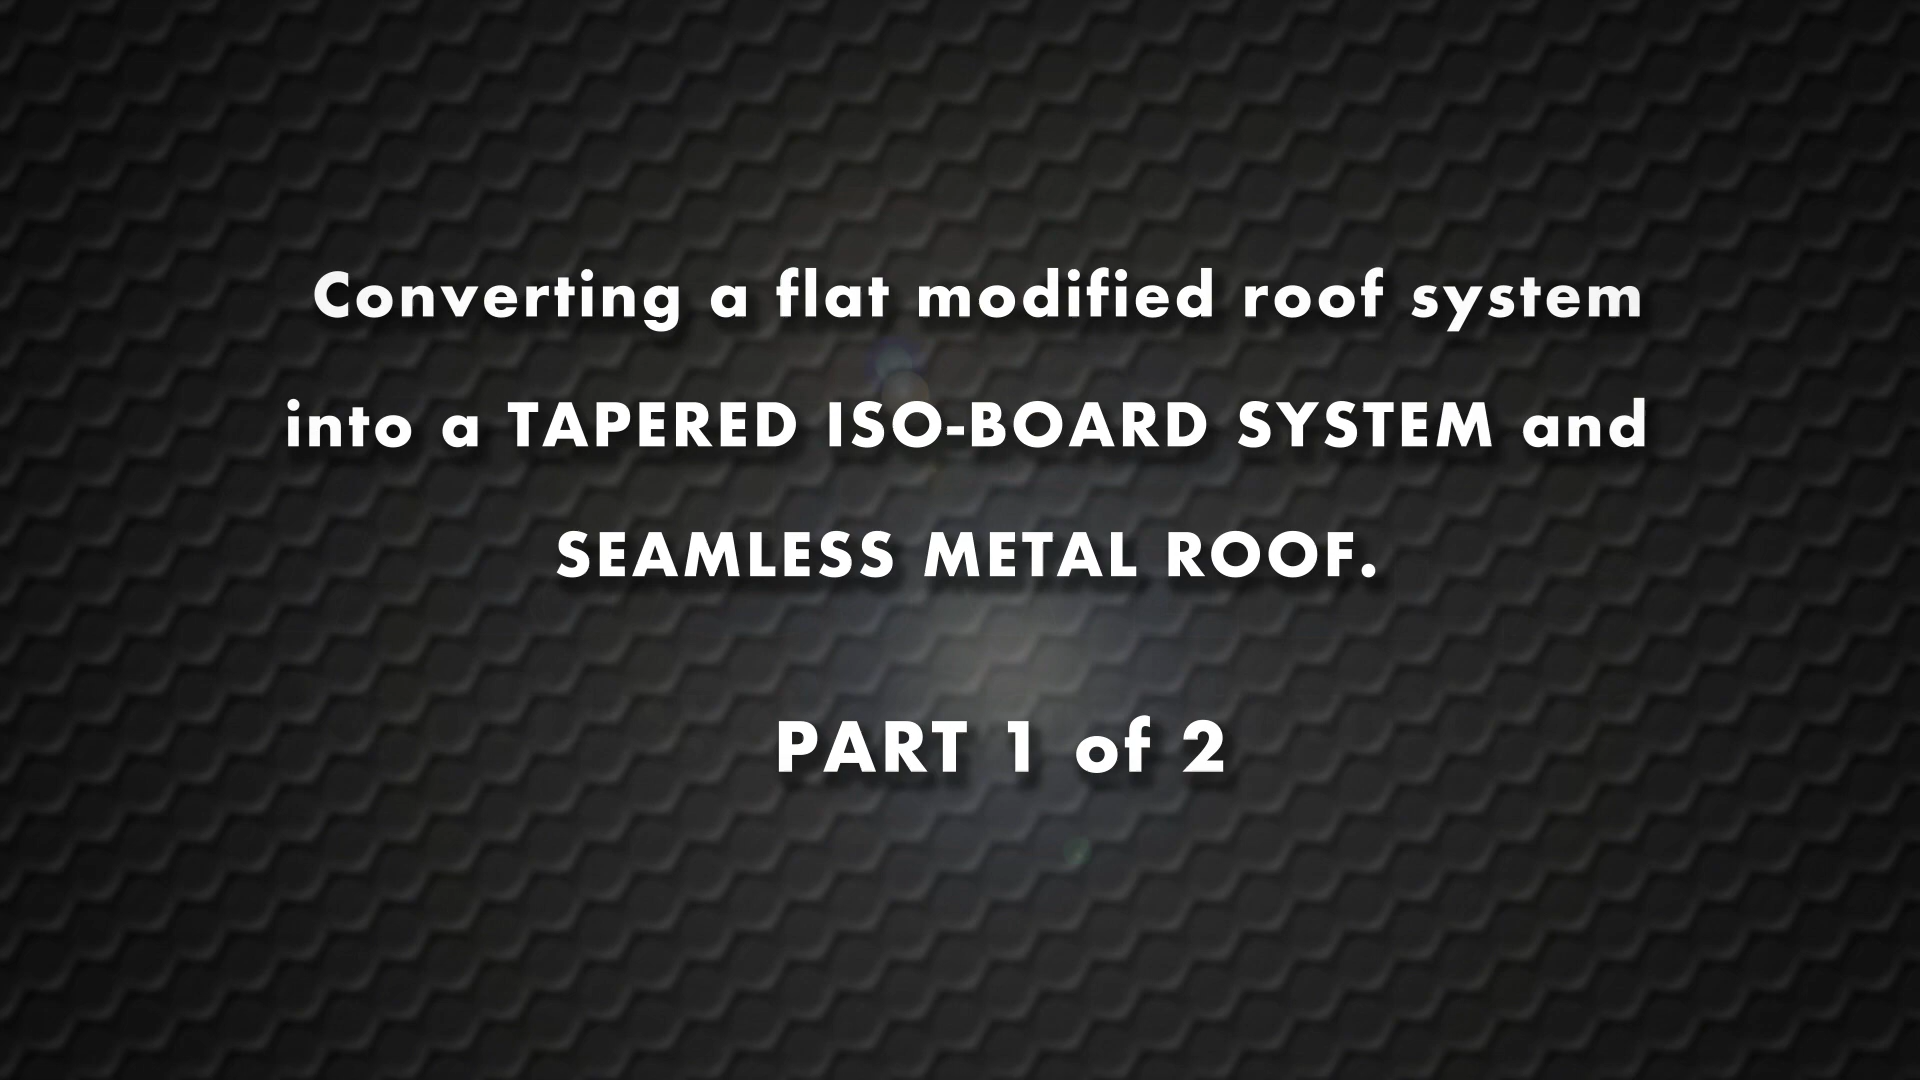 Converting a flat modified roof system
into a TAPERED ISO-BOARD SYSTEM and
SEAMLESS METAL ROOF.
PART 1 of 2